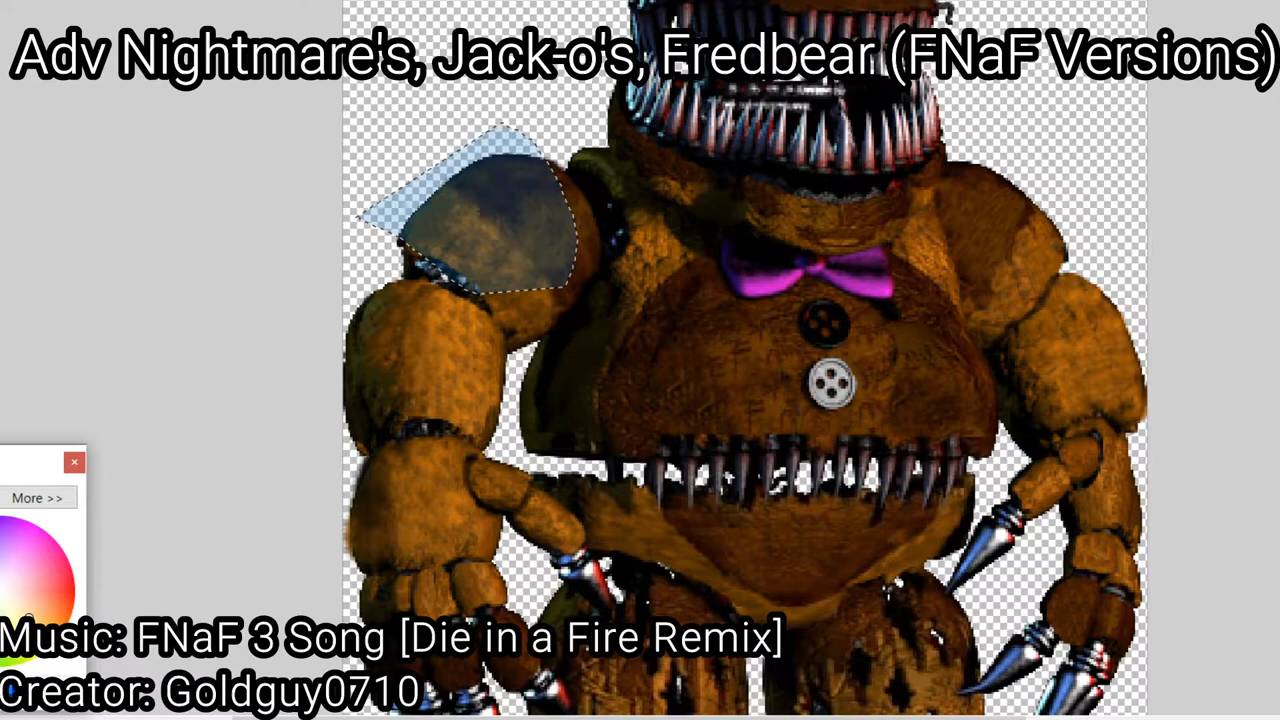 Adv Nightmare's, Jack-o's, Fredbear (FNaF Versions)
More >>
Music: FNaF 3 Song [Die in a Fire Remix]
Creator: Goldguy0710